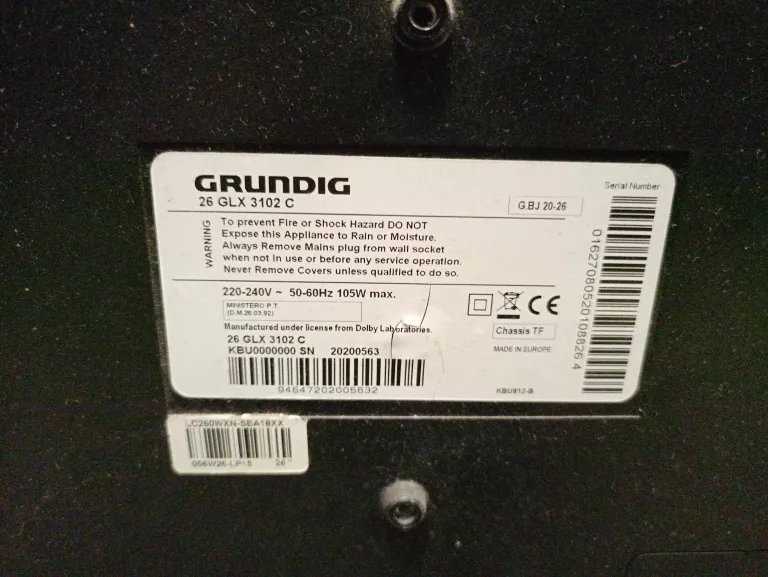 GRUNDIG
26 GLX 3102 C
G.BJ 20-26
Serial Number
WARNING
To prevent Fire or Shock Hazard DO NOT
Expose this Appliance to Rain or Moisture.
Always Remove Mains plug from wall socket
when not in use or before any service operation.
Never Remove Covers unless qualified to do so.
220-240V ~ 50-60Hz 105W max.
MINISTERO P.T.
(D.M.26.03.92)
CE
Chassis TF
Manufactured under license from Dolby Laboratories.
26 GLX 3102 C
MADE IN EUROPE
KBU0000000 SN 20200563
94647202005632
KBU912-B
01627080520108826 4
LC260WXN-SBA1BXX
056W26-LP15 26"